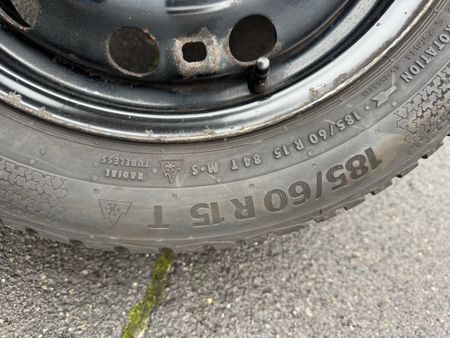 ROTATION
185/60 R 15 84 T M·S
RADIAL
TUBELESS
185/60 R 15 T